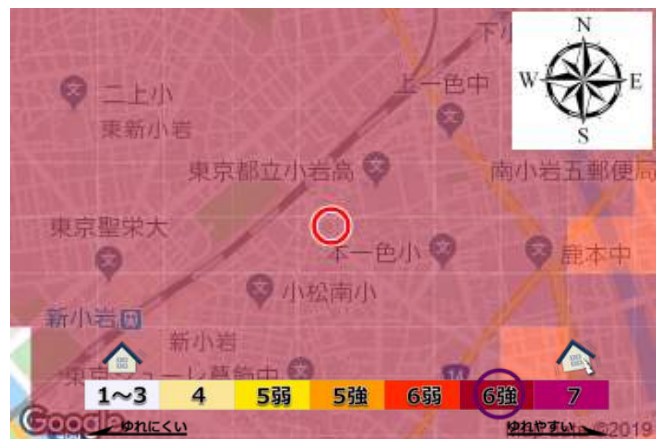 下小
N
W
E
S
二上小
上一色中
東新小岩
東京都立小岩高
南小岩五郵便局
東京聖栄大
下一色小
鹿本中
小松南小
新小岩
新小岩
14
1～3 4 5弱 5強 6弱 6強 7
Google
ゆれにくい
ゆれやすい
©2019